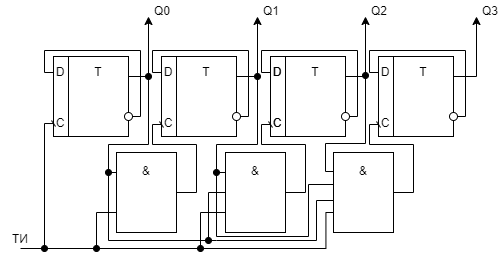 Q0 Q1 Q2 Q3
D T D T D T D T
C C C C
& & &
ТИ